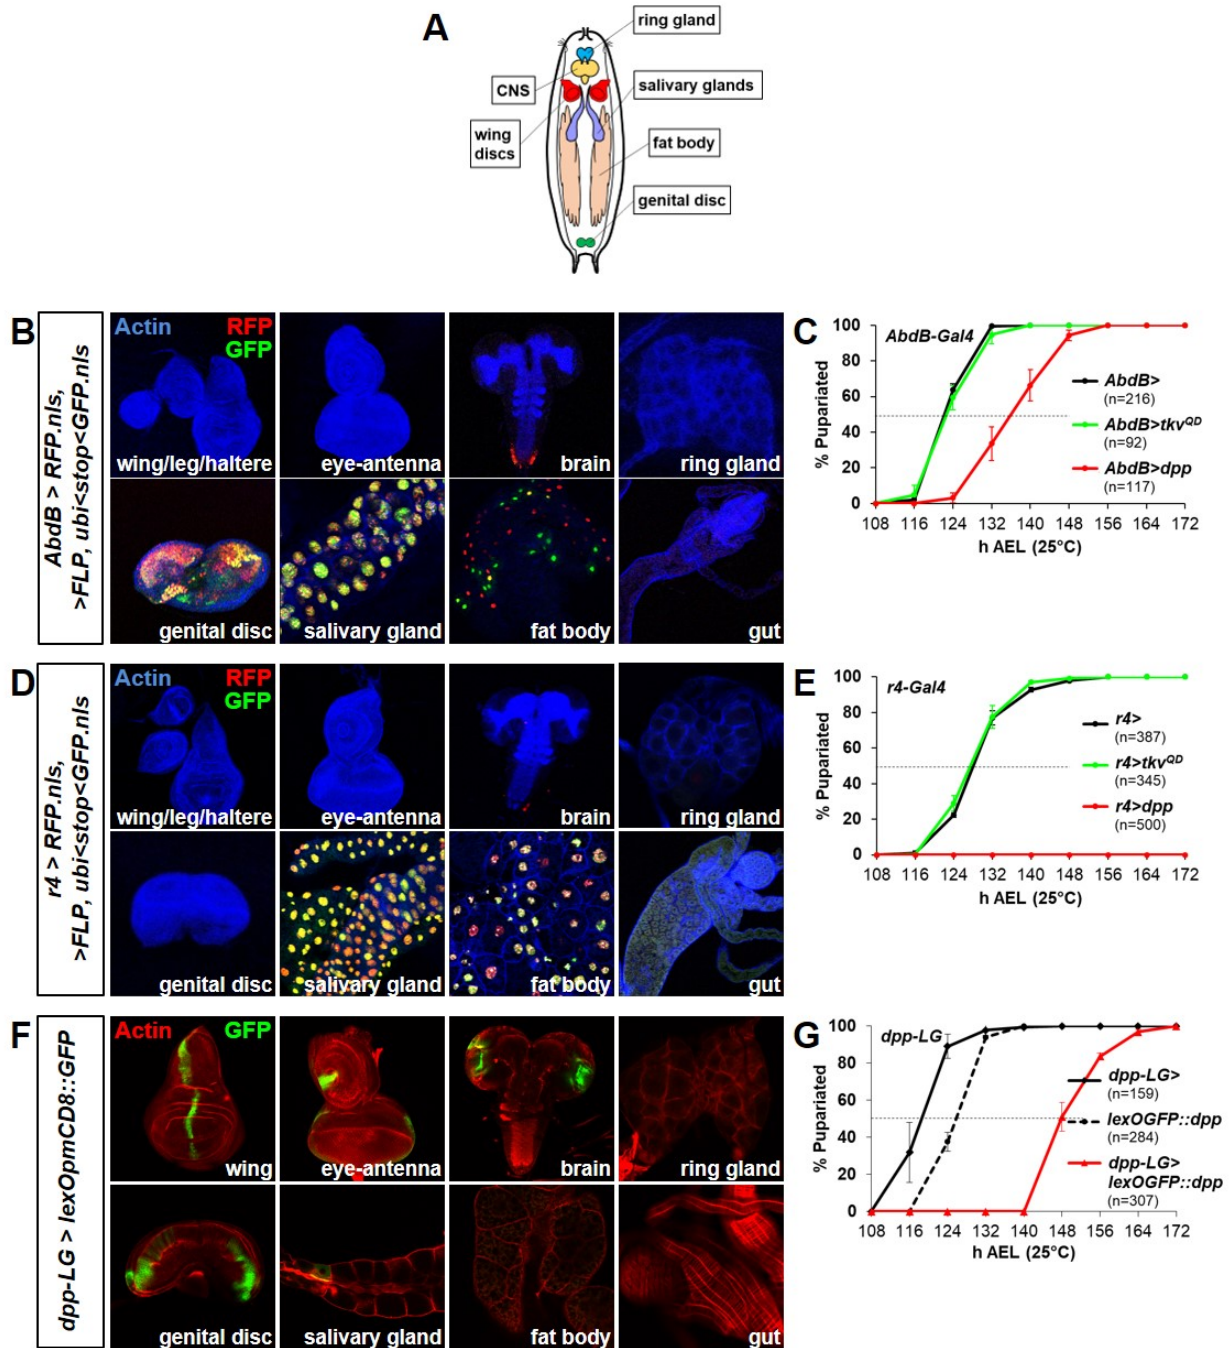 A
ring gland
CNS
salivary glands
wing
discs
fat body
genital disc
B
AbdB > RFP.nls,
>FLP, ubi<stop<GFP.nls
Actin
RFP
GFP
wing/leg/haltere
eye-antenna
brain
ring gland
genital disc
salivary gland
fat body
gut
C
AbdB-Gal4
% Pupariated
100
80
60
40
20
0
AbdB>
(n=216)
AbdB>tkvQD
(n=92)
AbdB>dpp
(n=117)
108 116 124 132 140 148 156 164 172
h AEL (25°C)
D
r4 > RFP.nls,
>FLP, ubi<stop<GFP.nls
Actin
RFP
GFP
wing/leg/haltere
eye-antenna
brain
ring gland
genital disc
salivary gland
fat body
gut
E
r4-Gal4
% Pupariated
100
80
60
40
20
0
r4>
(n=387)
r4>tkvQD
(n=345)
r4>dpp
(n=500)
108 116 124 132 140 148 156 164 172
h AEL (25°C)
F
dpp-LG > lexOpmCD8::GFP
Actin
GFP
wing
eye-antenna
brain
ring gland
genital disc
salivary gland
fat body
gut
G
dpp-LG
% Pupariated
100
80
60
40
20
0
dpp-LG>
(n=159)
lexOGFP::dpp
(n=284)
dpp-LG>
lexOGFP::dpp
(n=307)
108 116 124 132 140 148 156 164 172
h AEL (25°C)